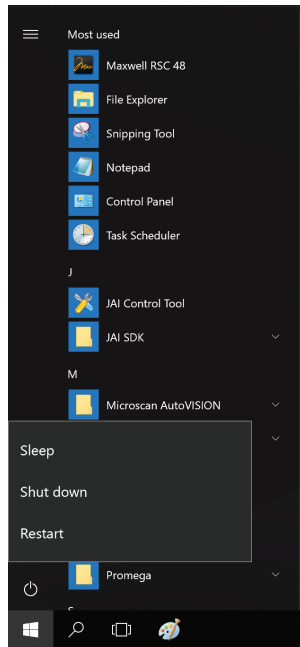 Most used
Maxwell RSC 48
File Explorer
Snipping Tool
Notepad
Control Panel
Task Scheduler
J
JAI Control Tool
JAI SDK
M
Microscan AutoVISION
Sleep
Shut down
Restart
Promega